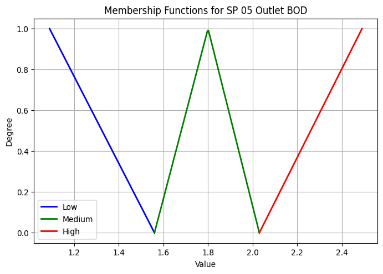 Membership Functions for SP 05 Outlet BOD
1.0
0.8
0.6
0.4
0.2
0.0
Degree
Low
Medium
High
1.2 1.4 1.6 1.8 2.0 2.2 2.4
Value